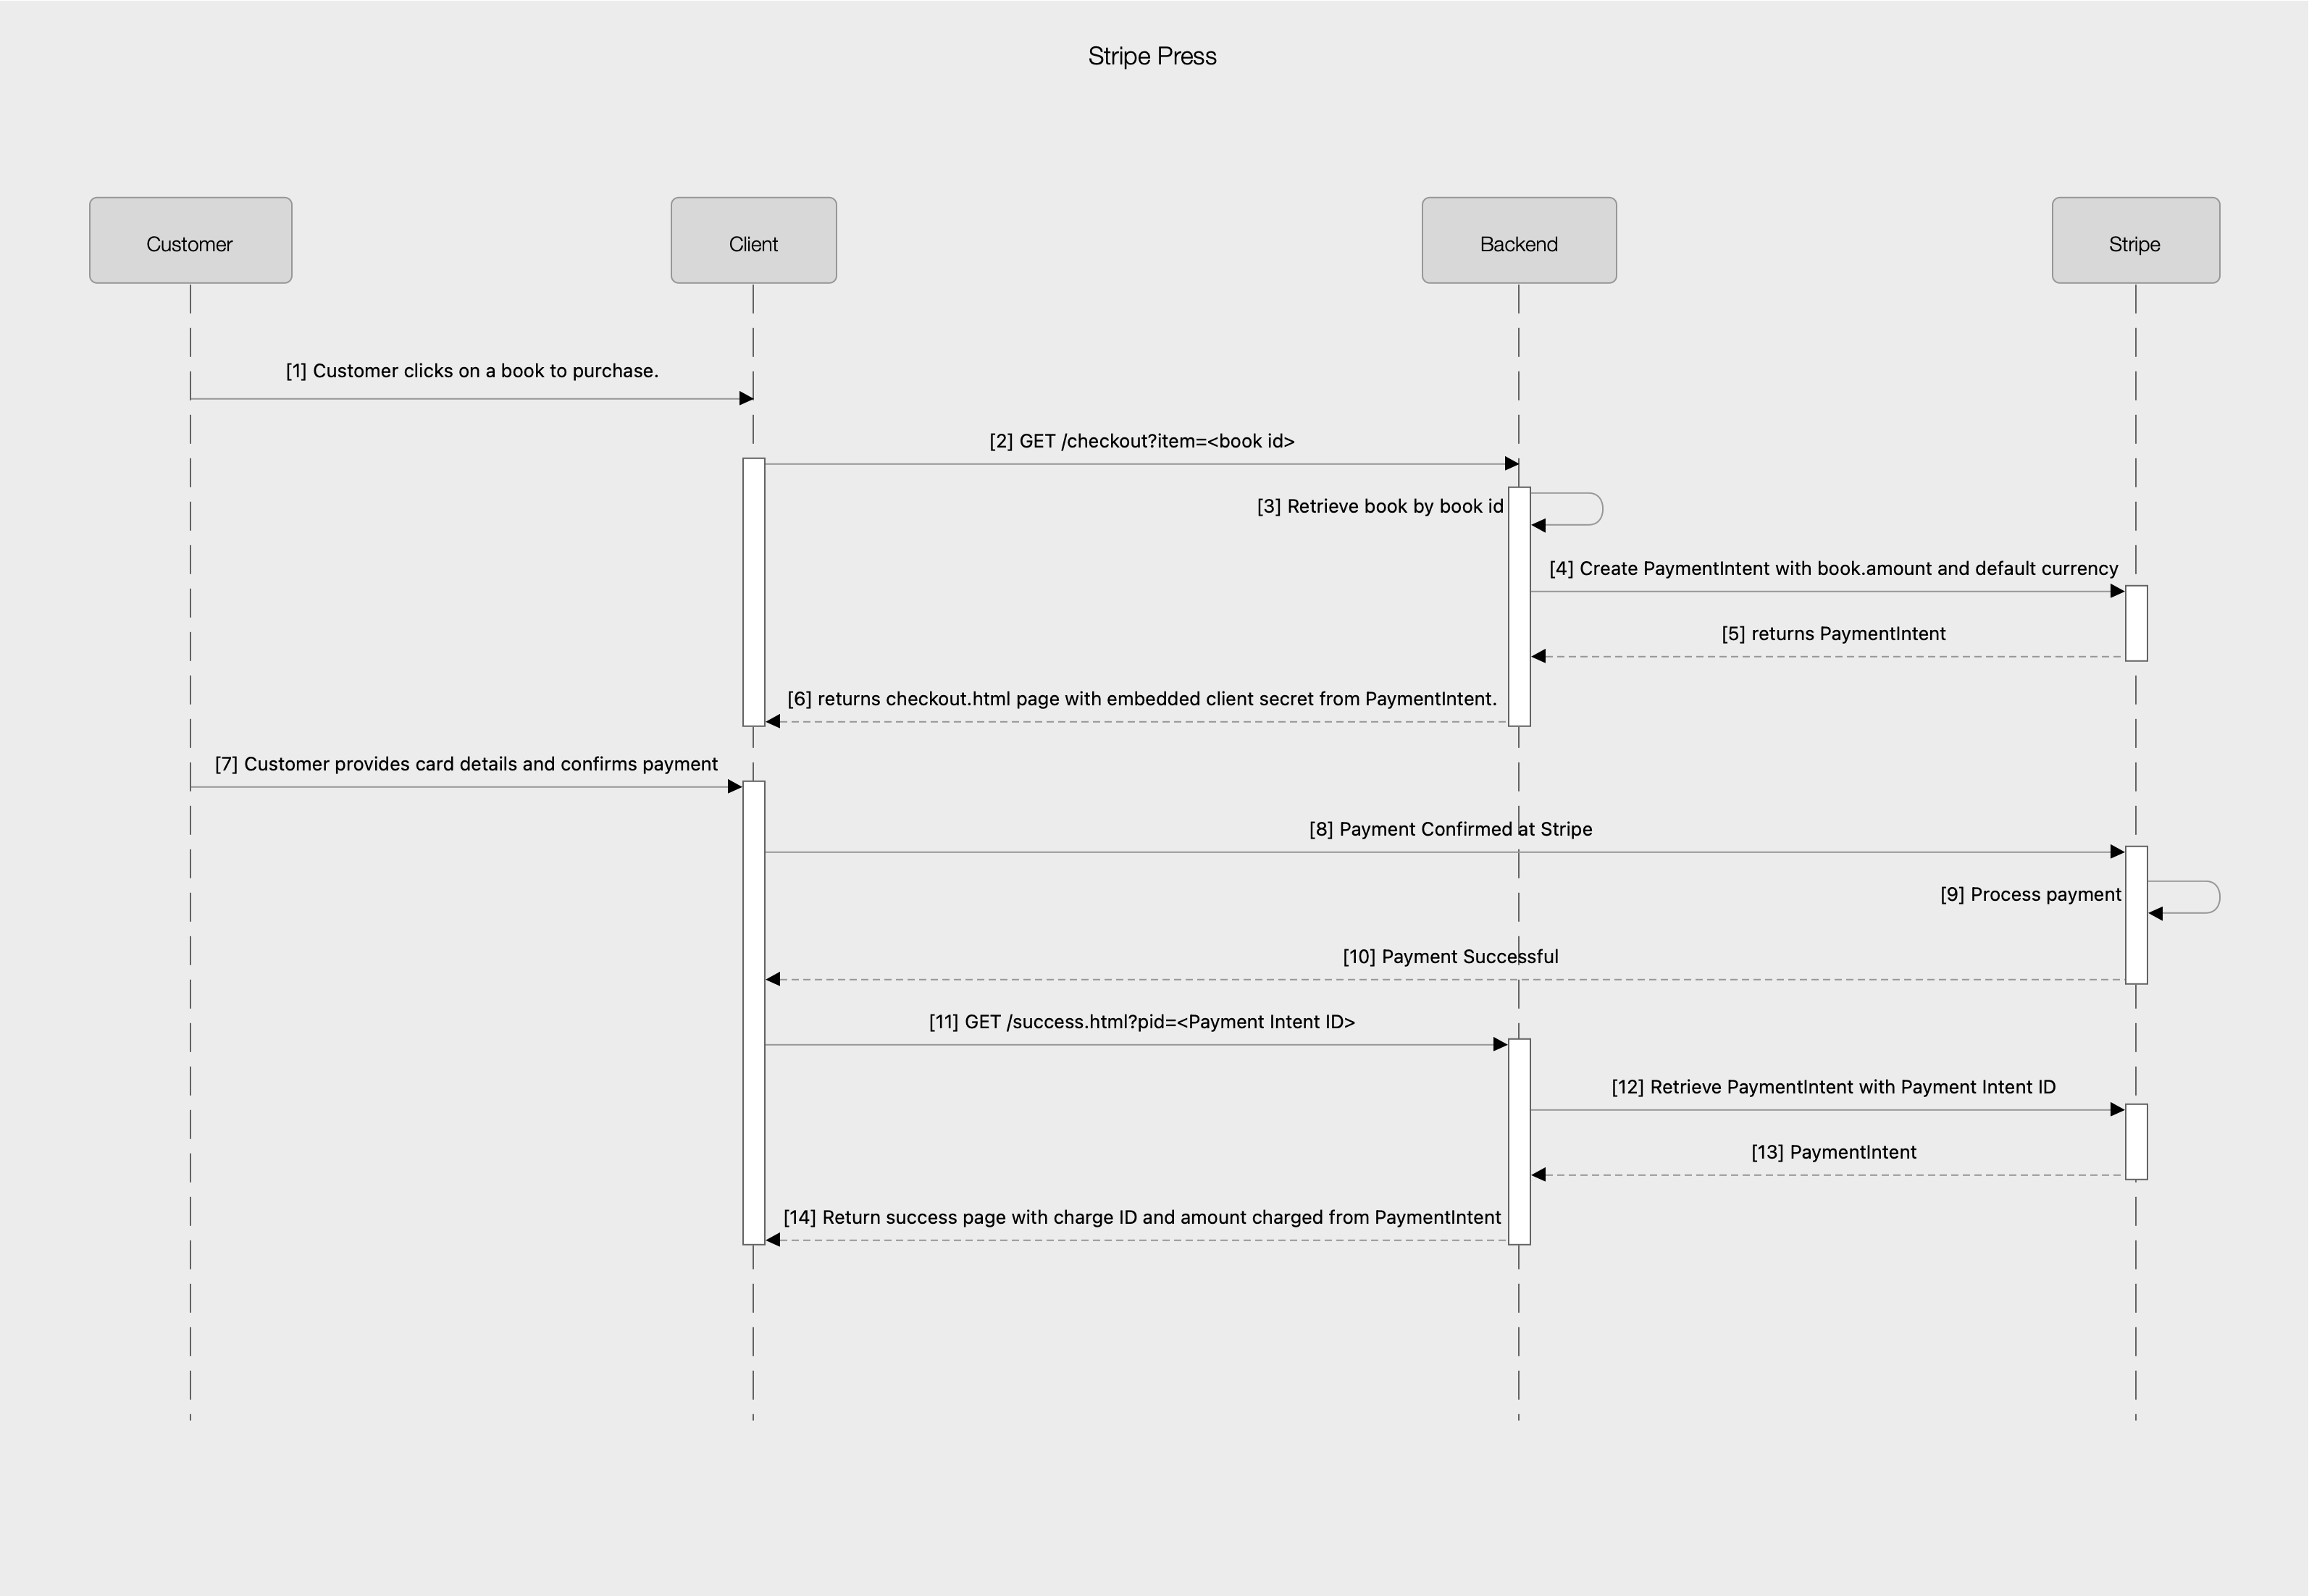 Stripe Press
Customer
Client
Backend
Stripe
[1] Customer clicks on a book to purchase.
[2] GET /checkout?item=<book id>
[3] Retrieve book by book id
[4] Create PaymentIntent with book.amount and default currency
[5] returns PaymentIntent
[6] returns checkout.html page with embedded client secret from PaymentIntent.
[7] Customer provides card details and confirms payment
[8] Payment Confirmed at Stripe
[9] Process payment
[10] Payment Successful
[11] GET /success.html?pid=<Payment Intent ID>
[12] Retrieve PaymentIntent with Payment Intent ID
[13] PaymentIntent
[14] Return success page with charge ID and amount charged from PaymentIntent